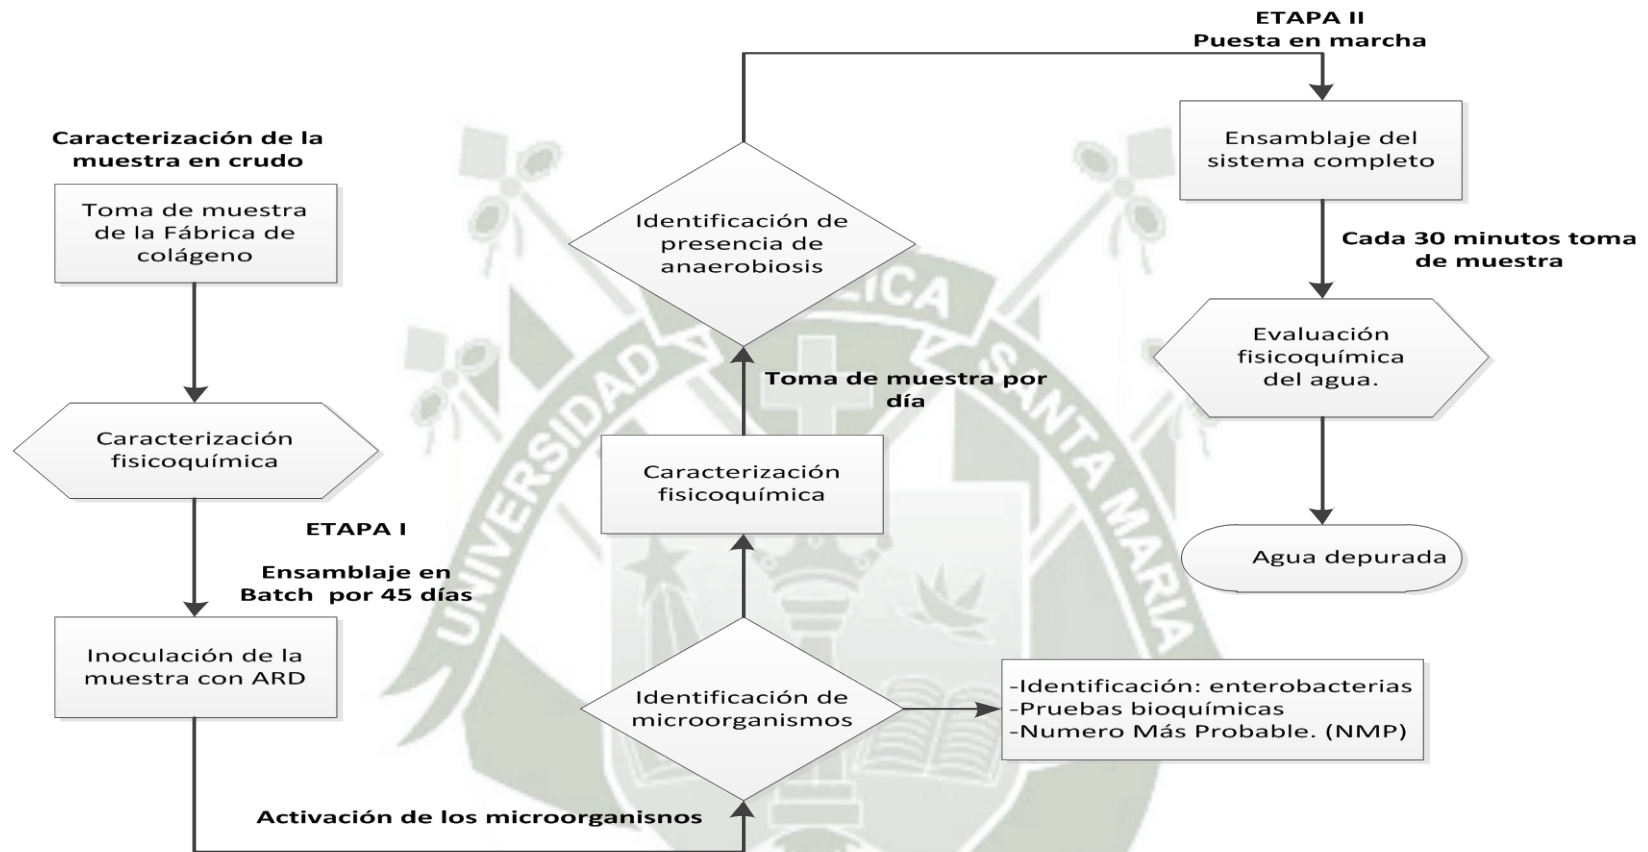 Caracterización de la
muestra en crudo
Toma de muestra
de la Fábrica de
colágeno
Caracterización
fisicoquímica
ETAPA I
Ensamblaje en
Batch por 45 días
Inoculación de la
muestra con ARD
Activación de los microorganisnos
Identificación de
microorganismos
-Identificación: enterobacterias
-Pruebas bioquímicas
-Numero Más Probable. (NMP)
Caracterización
fisicoquímica
Toma de muestra por
día
Identificación de
presencia de
anaerobiosis
ETAPA II
Puesta en marcha
Ensamblaje del
sistema completo
Cada 30 minutos toma
de muestra
Evaluación
fisicoquímica
del agua.
Agua depurada
UNIVERSIDAD
SANTA MARIA